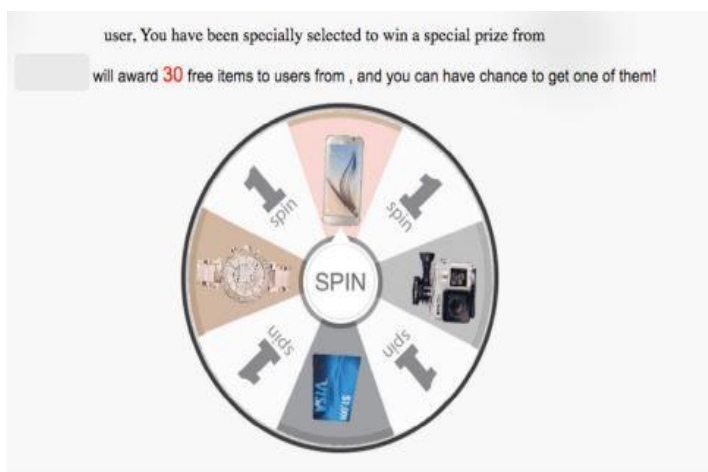 user, You have been specially selected to win a special prize from
will award 30 free items to users from , and you can have chance to get one of them!
1
spin
1
spin
SPIN
1
spin
1
spin
$1,000
VISA